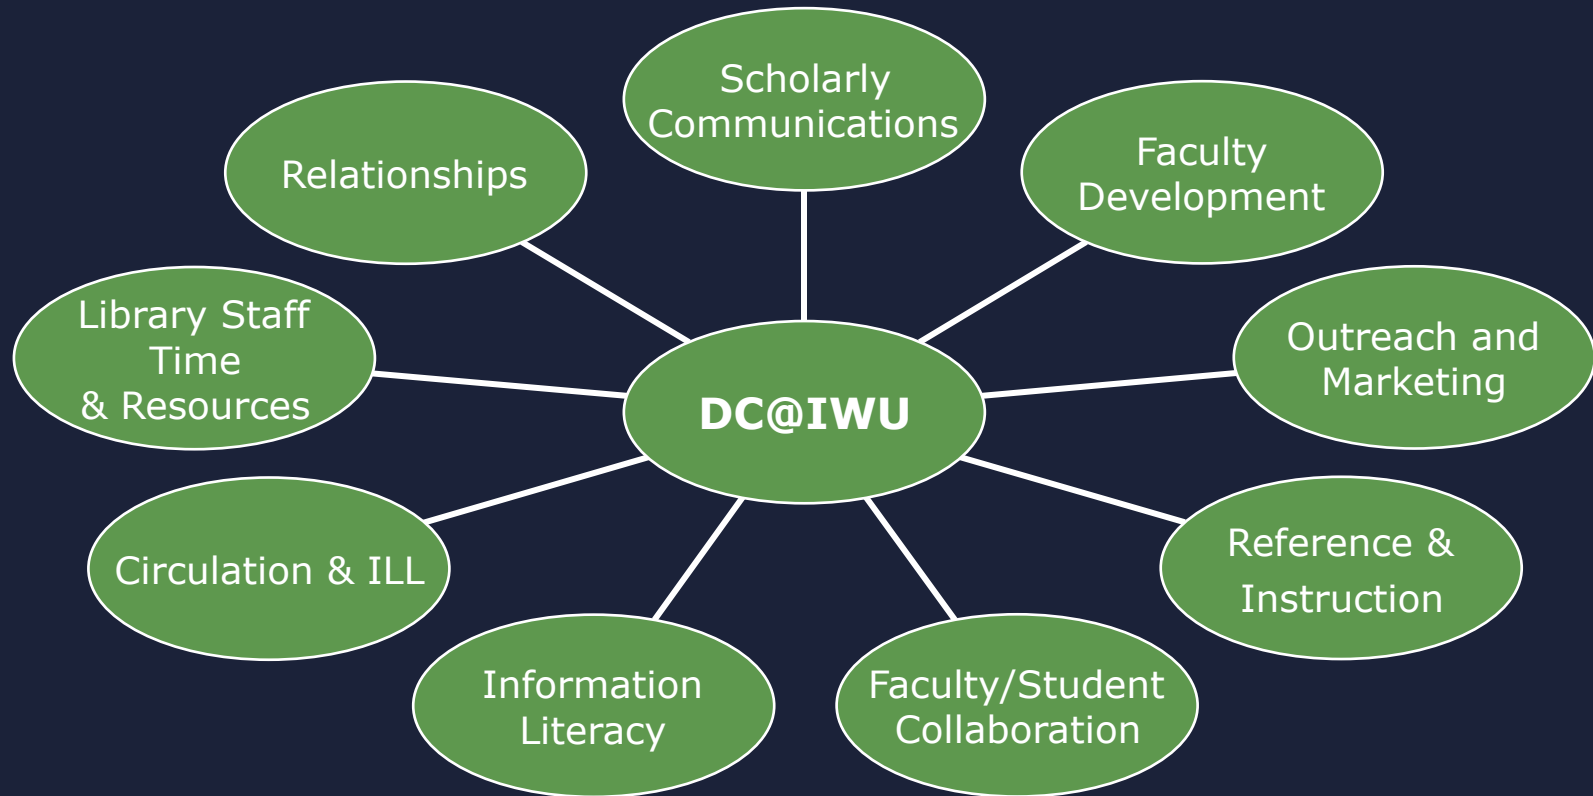 Scholarly
Communications
Relationships
Faculty
Development
Library Staff
Time
& Resources
Outreach and
Marketing
DC@IWU
Circulation & ILL
Reference &
Instruction
Information
Literacy
Faculty/Student
Collaboration